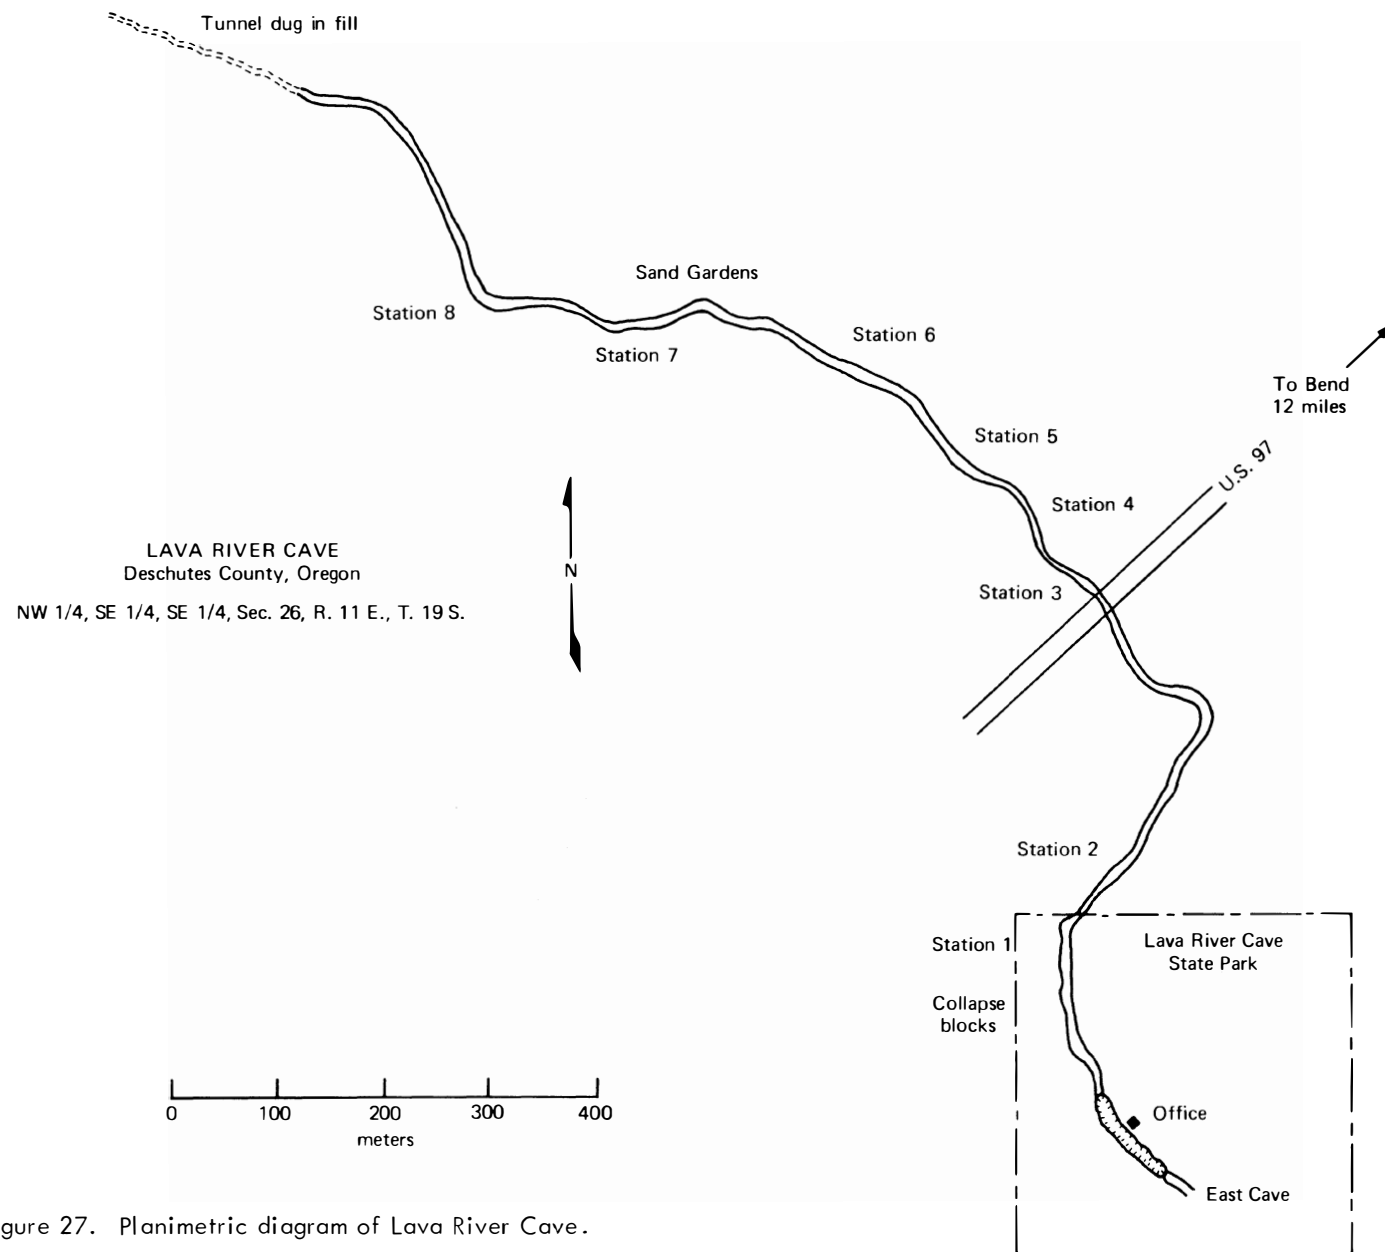 Tunnel dug in fill
Sand Gardens
Station 8
Station 7
Station 6
To Bend
12 miles
Station 5
U.S. 97
Station 4
N
LAVA RIVER CAVE
Deschutes County, Oregon
NW 1/4, SE 1/4, SE 1/4, Sec. 26, R. 11 E., T. 19 S.
Station 3
Station 2
Station 1
Lava River Cave
State Park
Collapse
blocks
0 100 200 300 400
meters
Office
East Cave
gure 27. Planimetric diagram of Lava River Cave.